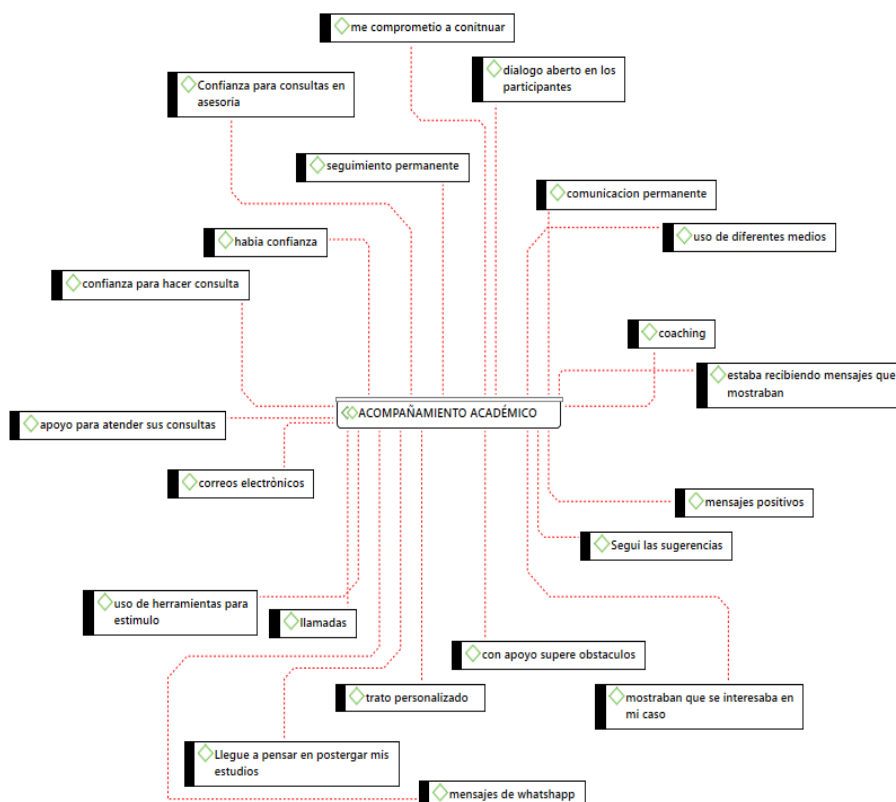 me comprometio a conitnuar
dialogo aberto en los
participantes
Confianza para consultas en
asesoria
seguimiento permanente
comunicacion permanente
uso de diferentes medios
habia confianza
confianza para hacer consulta
coaching
estaba recibiendo mensajes que
mostraban
ACOMPAÑAMIENTO ACADÉMICO
apoyo para atender sus consultas
correos electrònicos
mensajes positivos
Segui las sugerencias
uso de herramientas para
estimulo
llamadas
con apoyo supere obstaculos
trato personalizado
mostraban que se interesaba en
mi caso
Llegue a pensar en postergar mis
estudios
mensajes de whatshapp